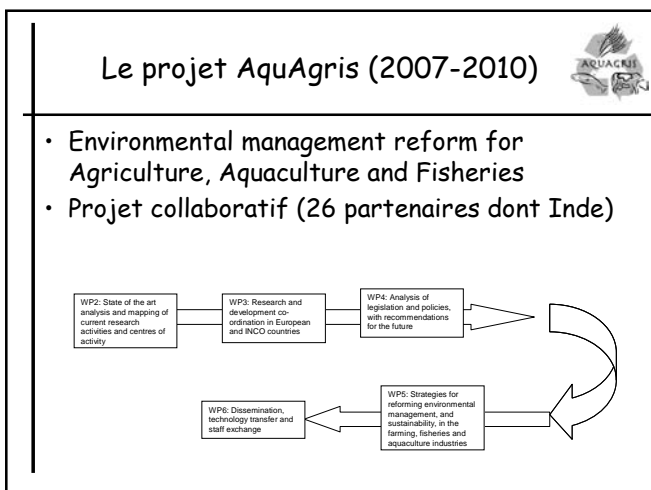 Le projet AquAgris (2007-2010)
AQUAGRIS
• Environmental management reform for
Agriculture, Aquaculture and Fisheries
• Projet collaboratif (26 partenaires dont Inde)
WP2: State of the art
analysis and mapping of
current research
activities and centres of
activity
WP3: Research and
development co-
ordination in European
and INCO countries
WP4: Analysis of
legislation and policies,
with recommendations
for the future
WP5: Strategies for
reforming environmental
management, and
sustainability, in the
farming, fisheries and
aquaculture industries
WP6: Dissemination,
technology transfer and
staff exchange